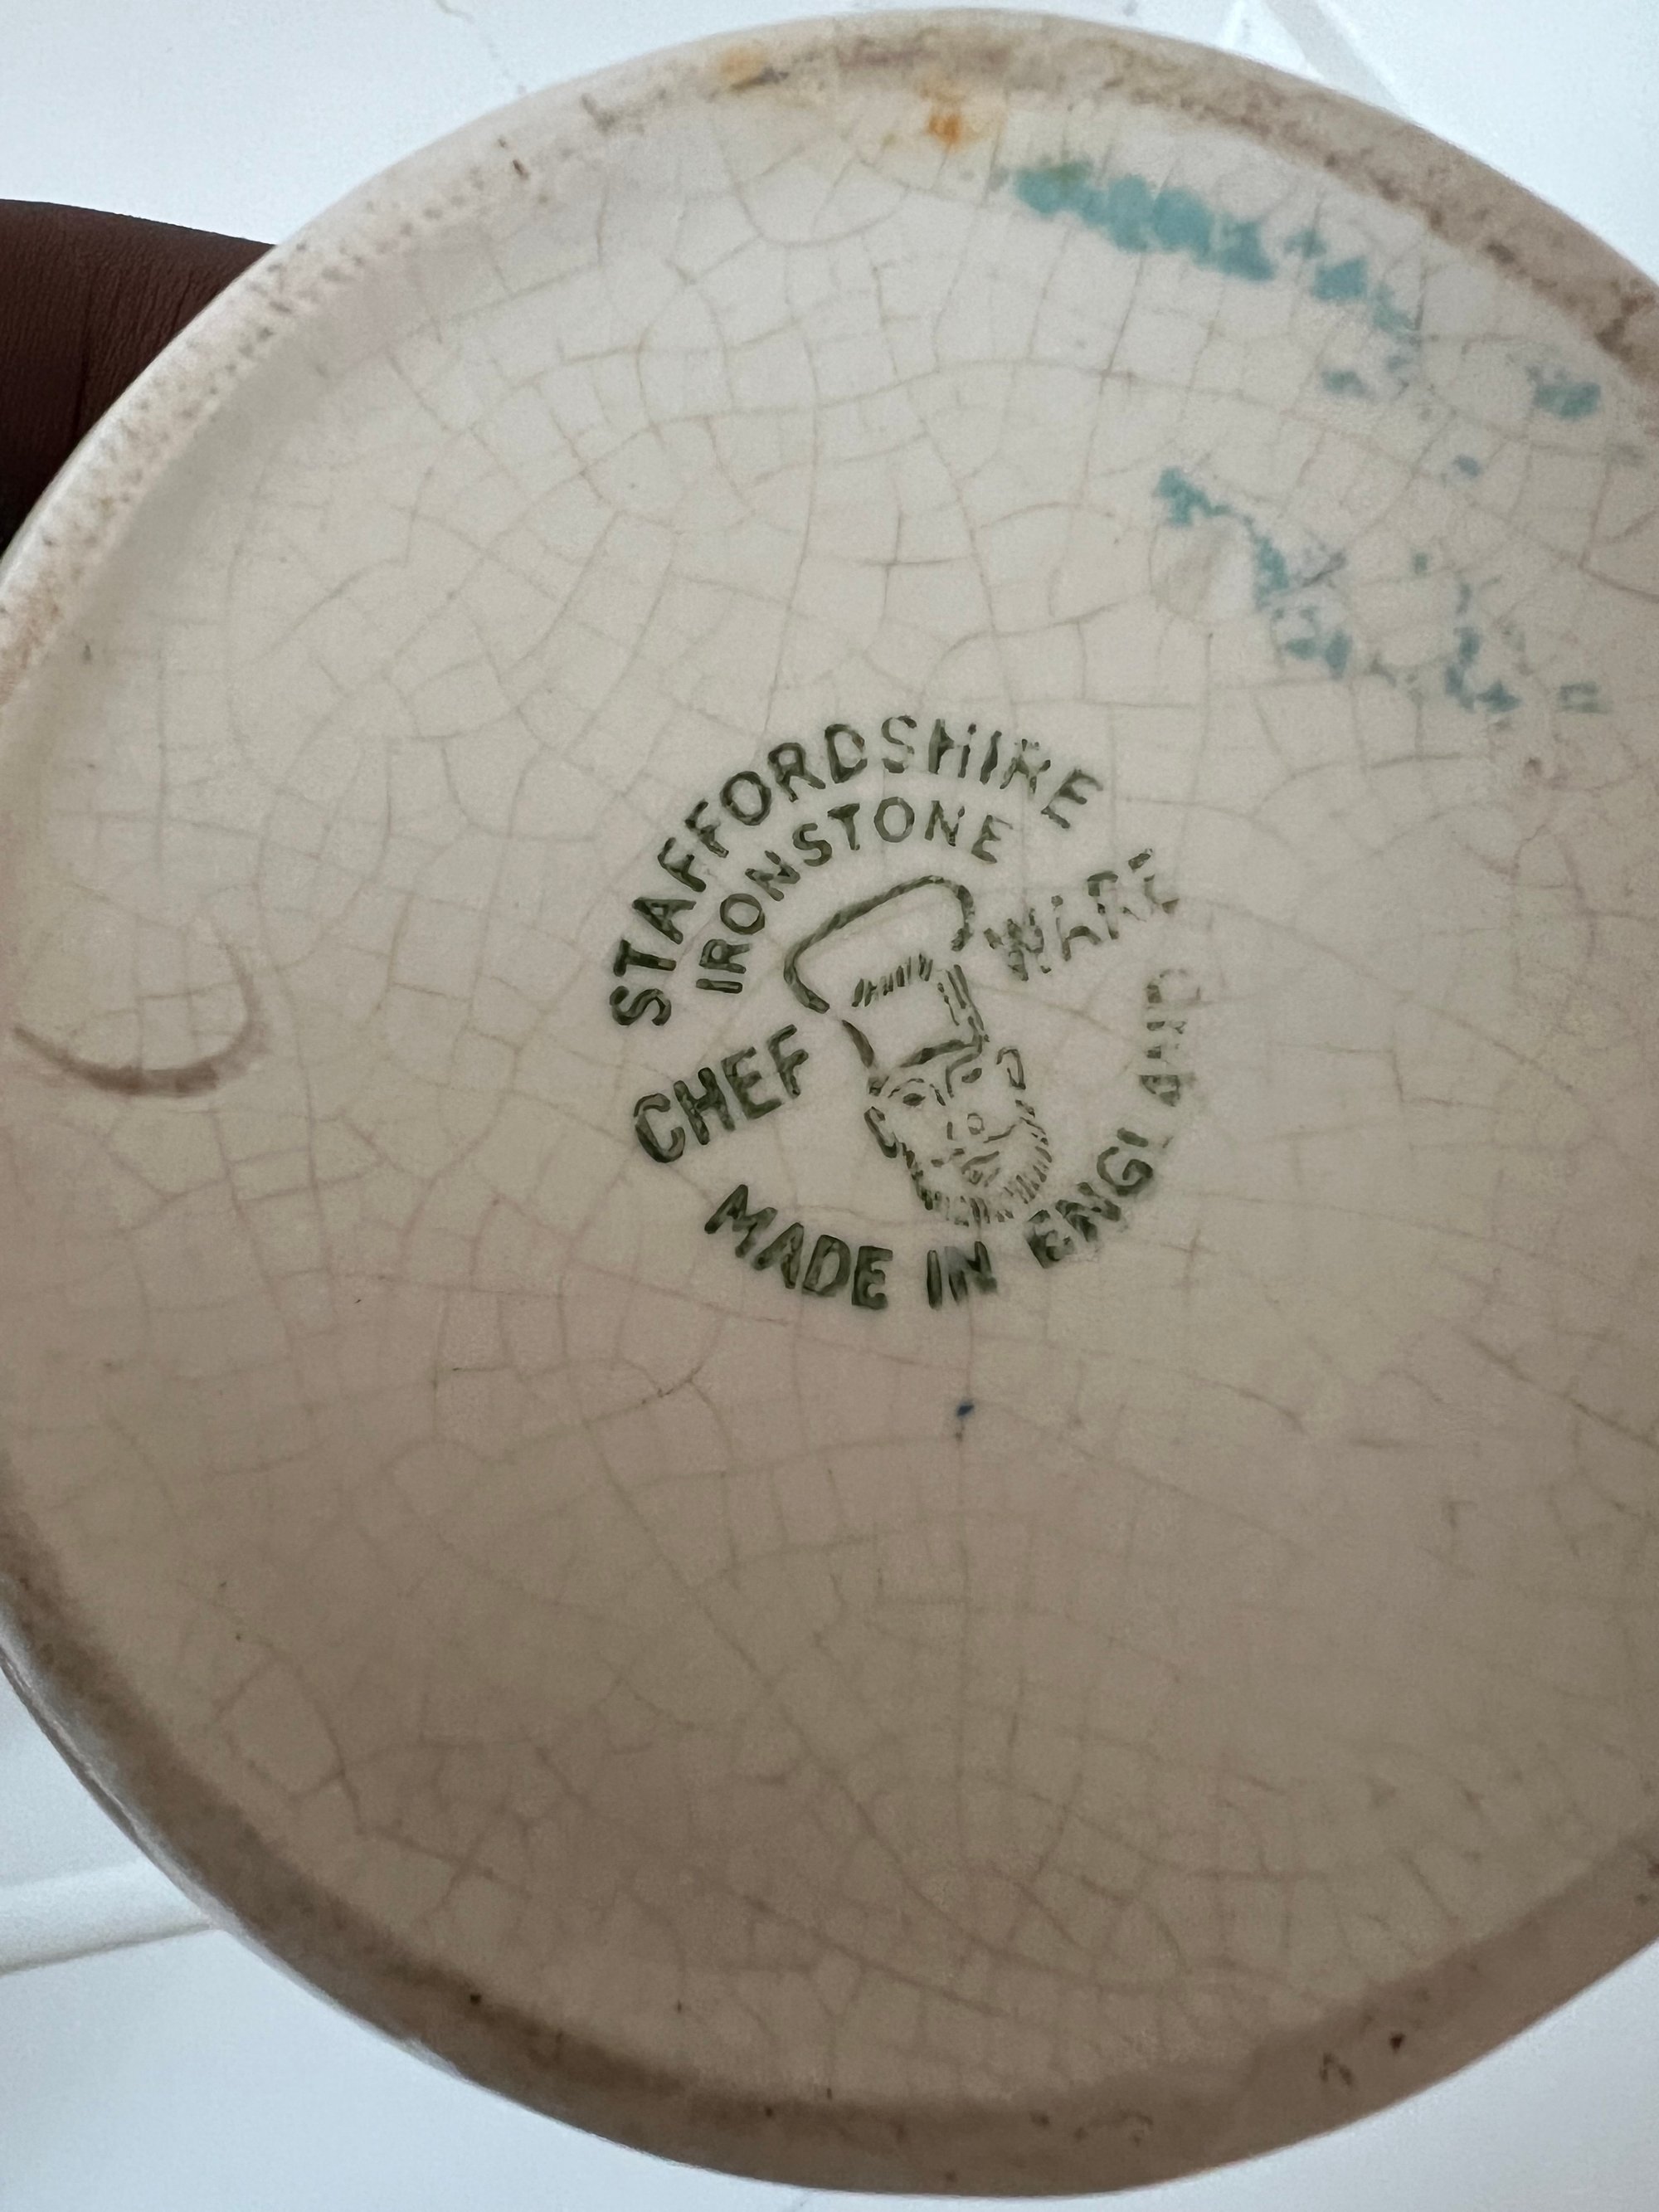 STAFFORDSHIRE
IRONSTONE
CHEF WARE
MADE IN ENGLAND